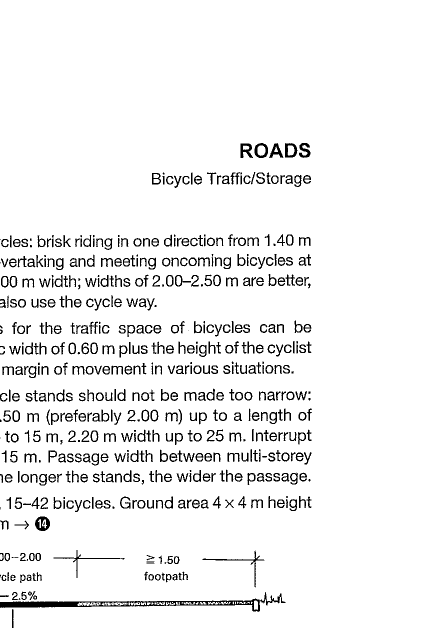 ROADS
Bicycle Traffic/Storage
cles: brisk riding in one direction from 1.40 m
vertaking and meeting oncoming bicycles at
00 m width; widths of 2.00–2.50 m are better,
also use the cycle way.
s for the traffic space of bicycles can be
c width of 0.60 m plus the height of the cyclist
margin of movement in various situations.
cle stands should not be made too narrow:
.50 m (preferably 2.00 m) up to a length of
to 15 m, 2.20 m width up to 25 m. Interrupt
15 m. Passage width between multi-storey
he longer the stands, the wider the passage.
, 15–42 bicycles. Ground area 4 × 4 m height
m → ⓮
00–2.00 ≧ 1.50
cle path footpath
– 2.5%